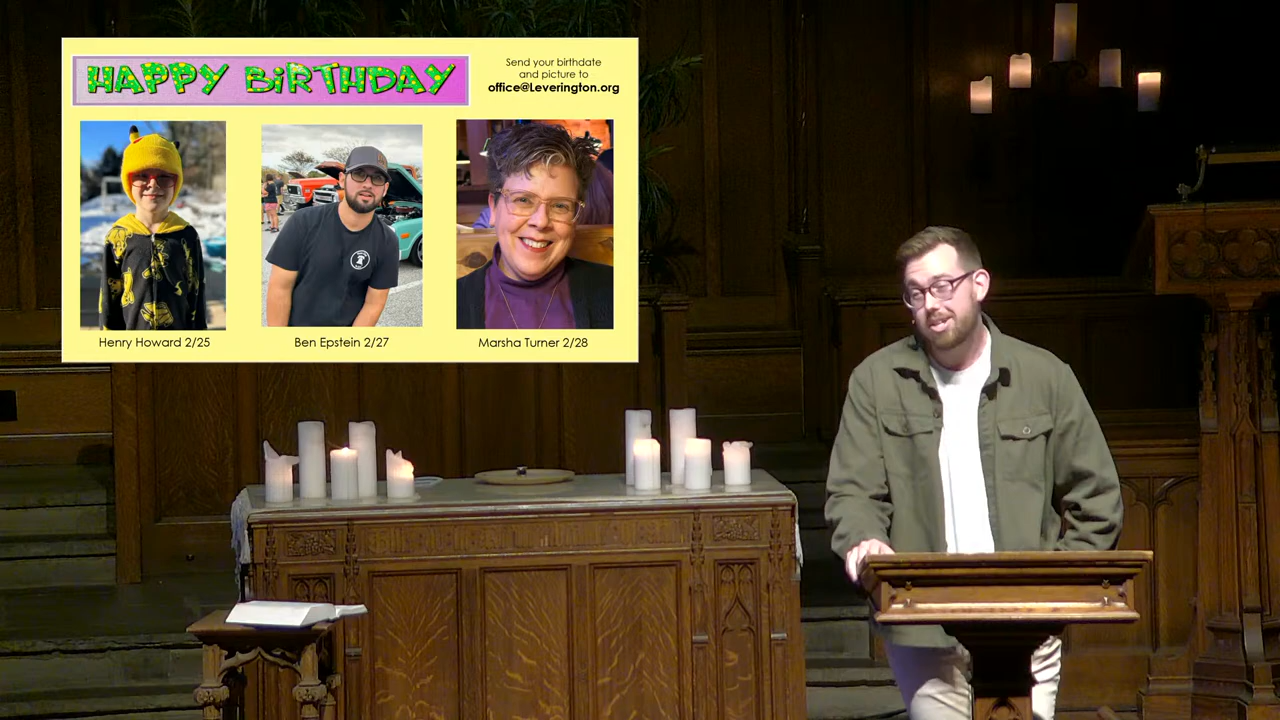 HAPPY BiRTHDAY
Send your birthdate
and picture to
office@Leverington.org
Henry Howard 2/25
Ben Epstein 2/27
Marsha Turner 2/28